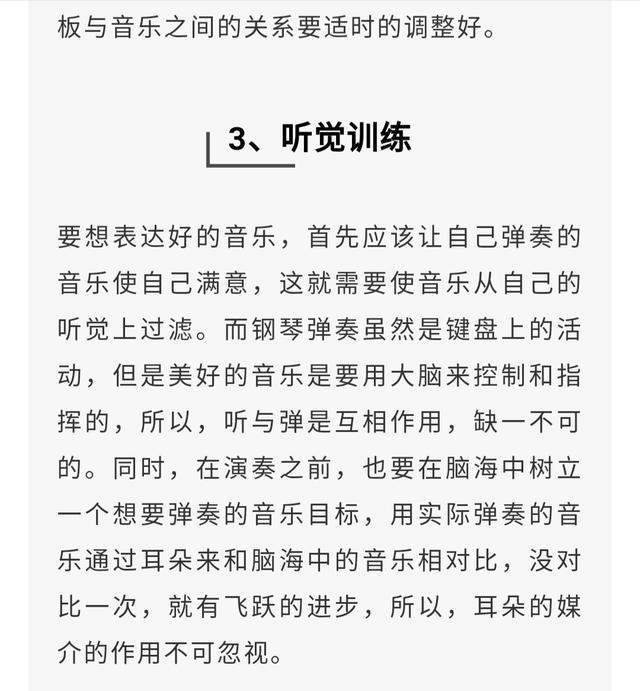 板与音乐之间的关系要适时的调整好。
3、听觉训练
要想表达好的音乐，首先应该让自己弹奏的
音乐使自己满意，这就需要使音乐从自己的
听觉上过滤。而钢琴弹奏虽然是键盘上的活
动，但是美好的音乐是要用大脑来控制和指
挥的，所以，听与弹是互相作用，缺一不可
的。同时，在演奏之前，也要在脑海中树立
一个想要弹奏的音乐目标，用实际弹奏的音
乐通过耳朵来和脑海中的音乐相对比，没对
比一次，就有飞跃的进步，所以，耳朵的媒
介的作用不可忽视。